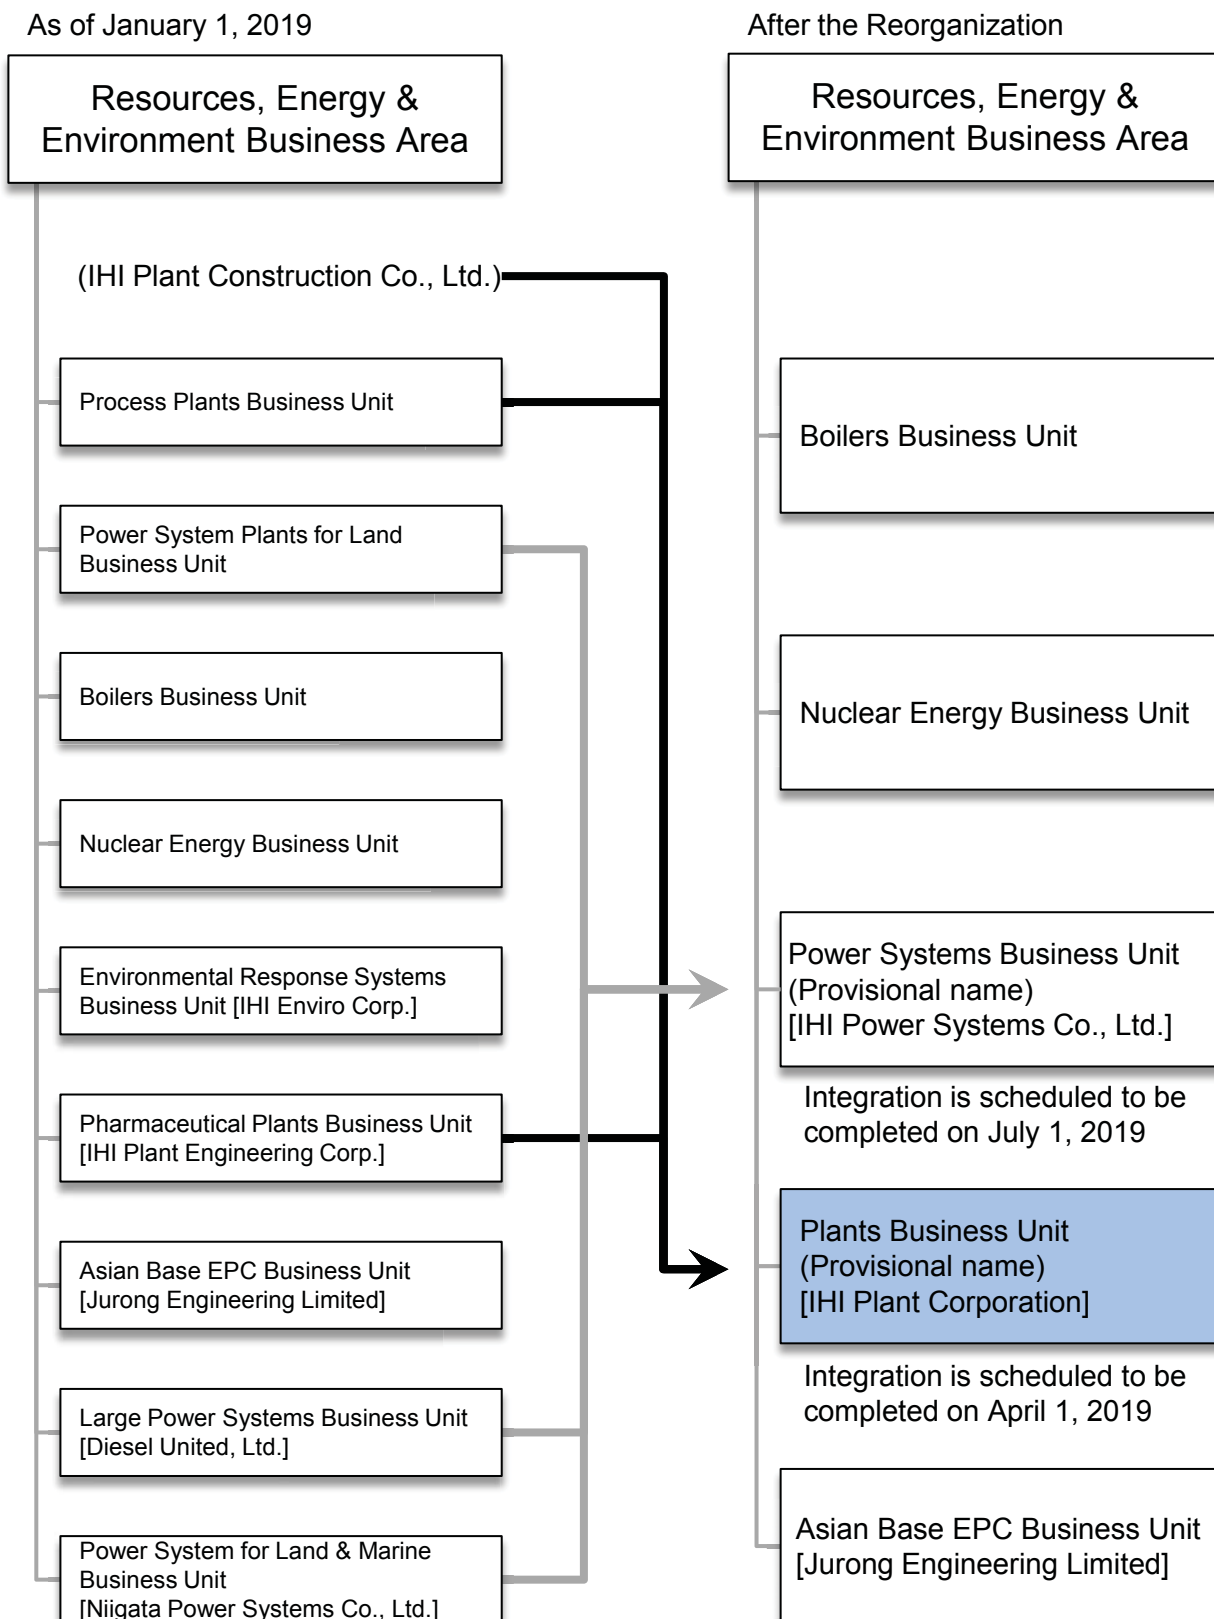 As of January 1, 2019
Resources, Energy &
Environment Business Area
(IHI Plant Construction Co., Ltd.)
Process Plants Business Unit
Power System Plants for Land
Business Unit
Boilers Business Unit
Nuclear Energy Business Unit
Environmental Response Systems
Business Unit [IHI Enviro Corp.]
Pharmaceutical Plants Business Unit
[IHI Plant Engineering Corp.]
Asian Base EPC Business Unit
[Jurong Engineering Limited]
Large Power Systems Business Unit
[Diesel United, Ltd.]
Power System for Land & Marine
Business Unit
[Niigata Power Systems Co., Ltd.]
After the Reorganization
Resources, Energy &
Environment Business Area
Boilers Business Unit
Nuclear Energy Business Unit
Power Systems Business Unit
(Provisional name)
[IHI Power Systems Co., Ltd.]
Integration is scheduled to be
completed on July 1, 2019
Plants Business Unit
(Provisional name)
[IHI Plant Corporation]
Integration is scheduled to be
completed on April 1, 2019
Asian Base EPC Business Unit
[Jurong Engineering Limited]